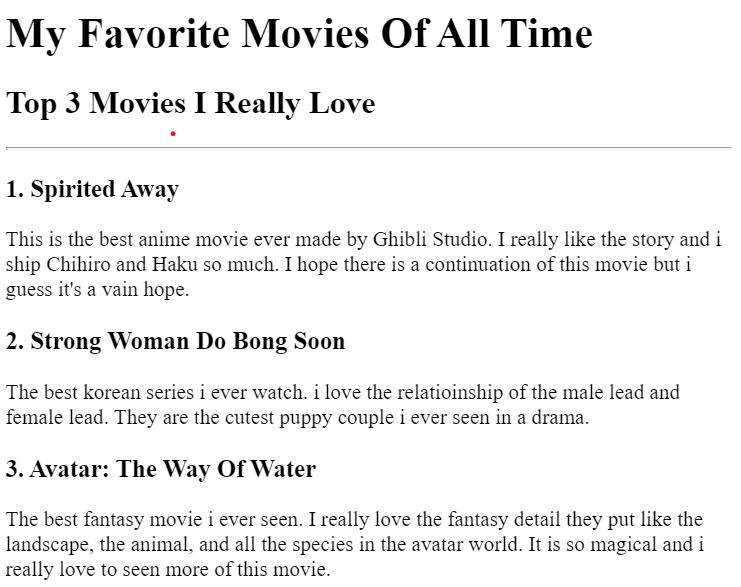 My Favorite Movies Of All Time
Top 3 Movies I Really Love
1. Spirited Away
This is the best anime movie ever made by Ghibli Studio. I really like the story and i
ship Chihiro and Haku so much. I hope there is a continuation of this movie but i
guess it's a vain hope.
2. Strong Woman Do Bong Soon
The best korean series i ever watch. i love the relatioinship of the male lead and
female lead. They are the cutest puppy couple i ever seen in a drama.
3. Avatar: The Way Of Water
The best fantasy movie i ever seen. I really love the fantasy detail they put like the
landscape, the animal, and all the species in the avatar world. It is so magical and i
really love to seen more of this movie.